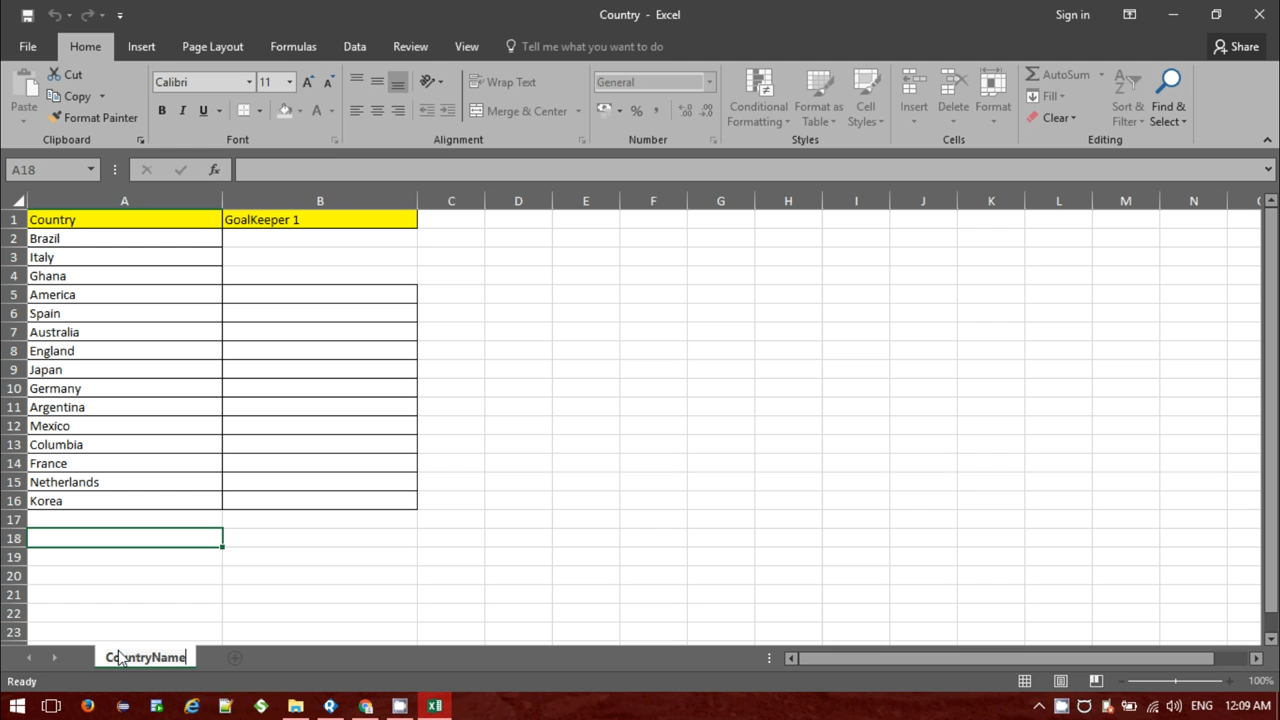 Country - Excel
Sign in
File Home Insert Page Layout Formulas Data Review View Tell me what you want to do Share
Paste
Cut
Copy
Format Painter
Clipboard
Calibri 11
B I U
Font
Wrap Text
Merge & Center
Alignment
General
%
Number
Conditional Formatting
Format as Table
Cell Styles
Styles
Insert Delete Format
Cells
AutoSum
Fill
Clear
Sort & Filter
Find & Select
Editing
A18 fx
A B C D E F G H I J K L M N
1 Country GoalKeeper 1
2 Brazil
3 Italy
4 Ghana
5 America
6 Spain
7 Australia
8 England
9 Japan
10 Germany
11 Argentina
12 Mexico
13 Columbia
14 France
15 Netherlands
16 Korea
17
18
19
20
21
22
23
CountryName
Ready 100%
ENG 12:09 AM